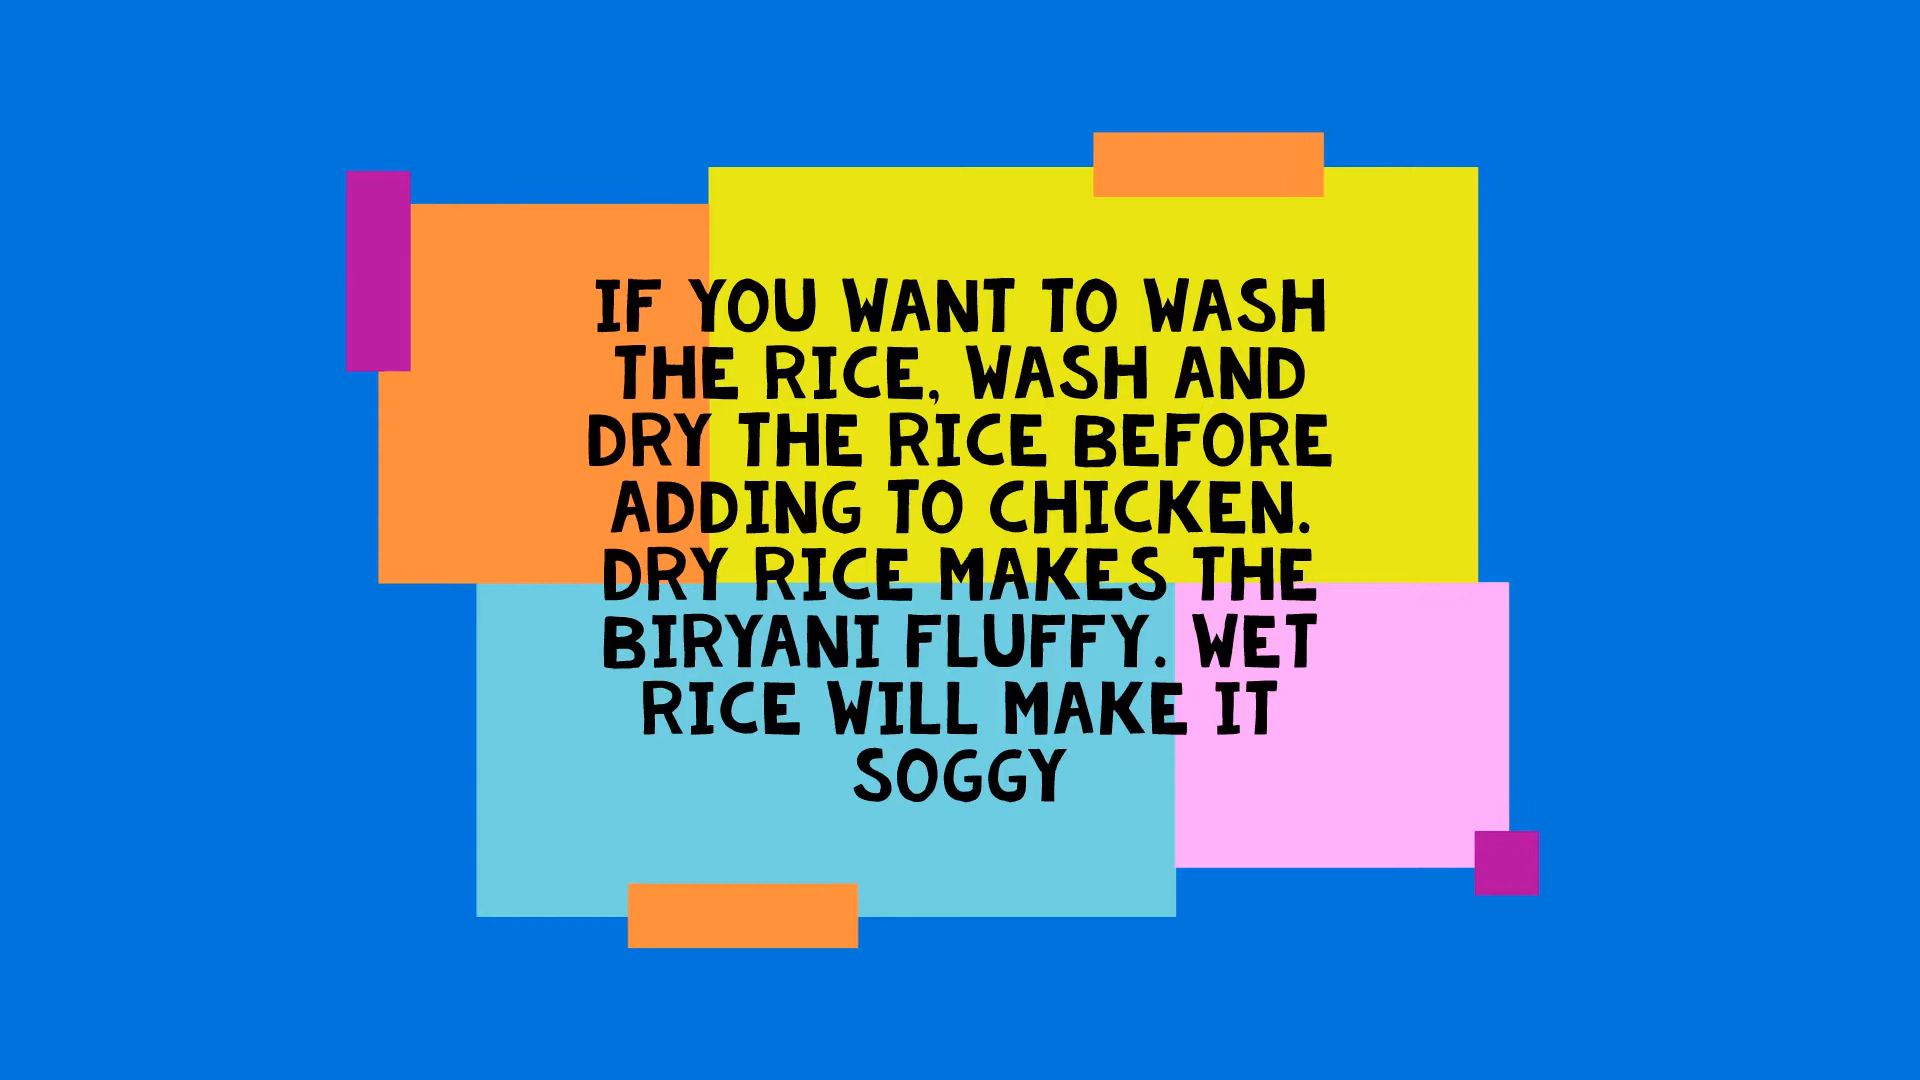 IF YOU WANT TO WASH
THE RICE, WASH AND
DRY THE RICE BEFORE
ADDING TO CHICKEN.
DRY RICE MAKES THE
BIRYANI FLUFFY. WET
RICE WILL MAKE IT
SOGGY